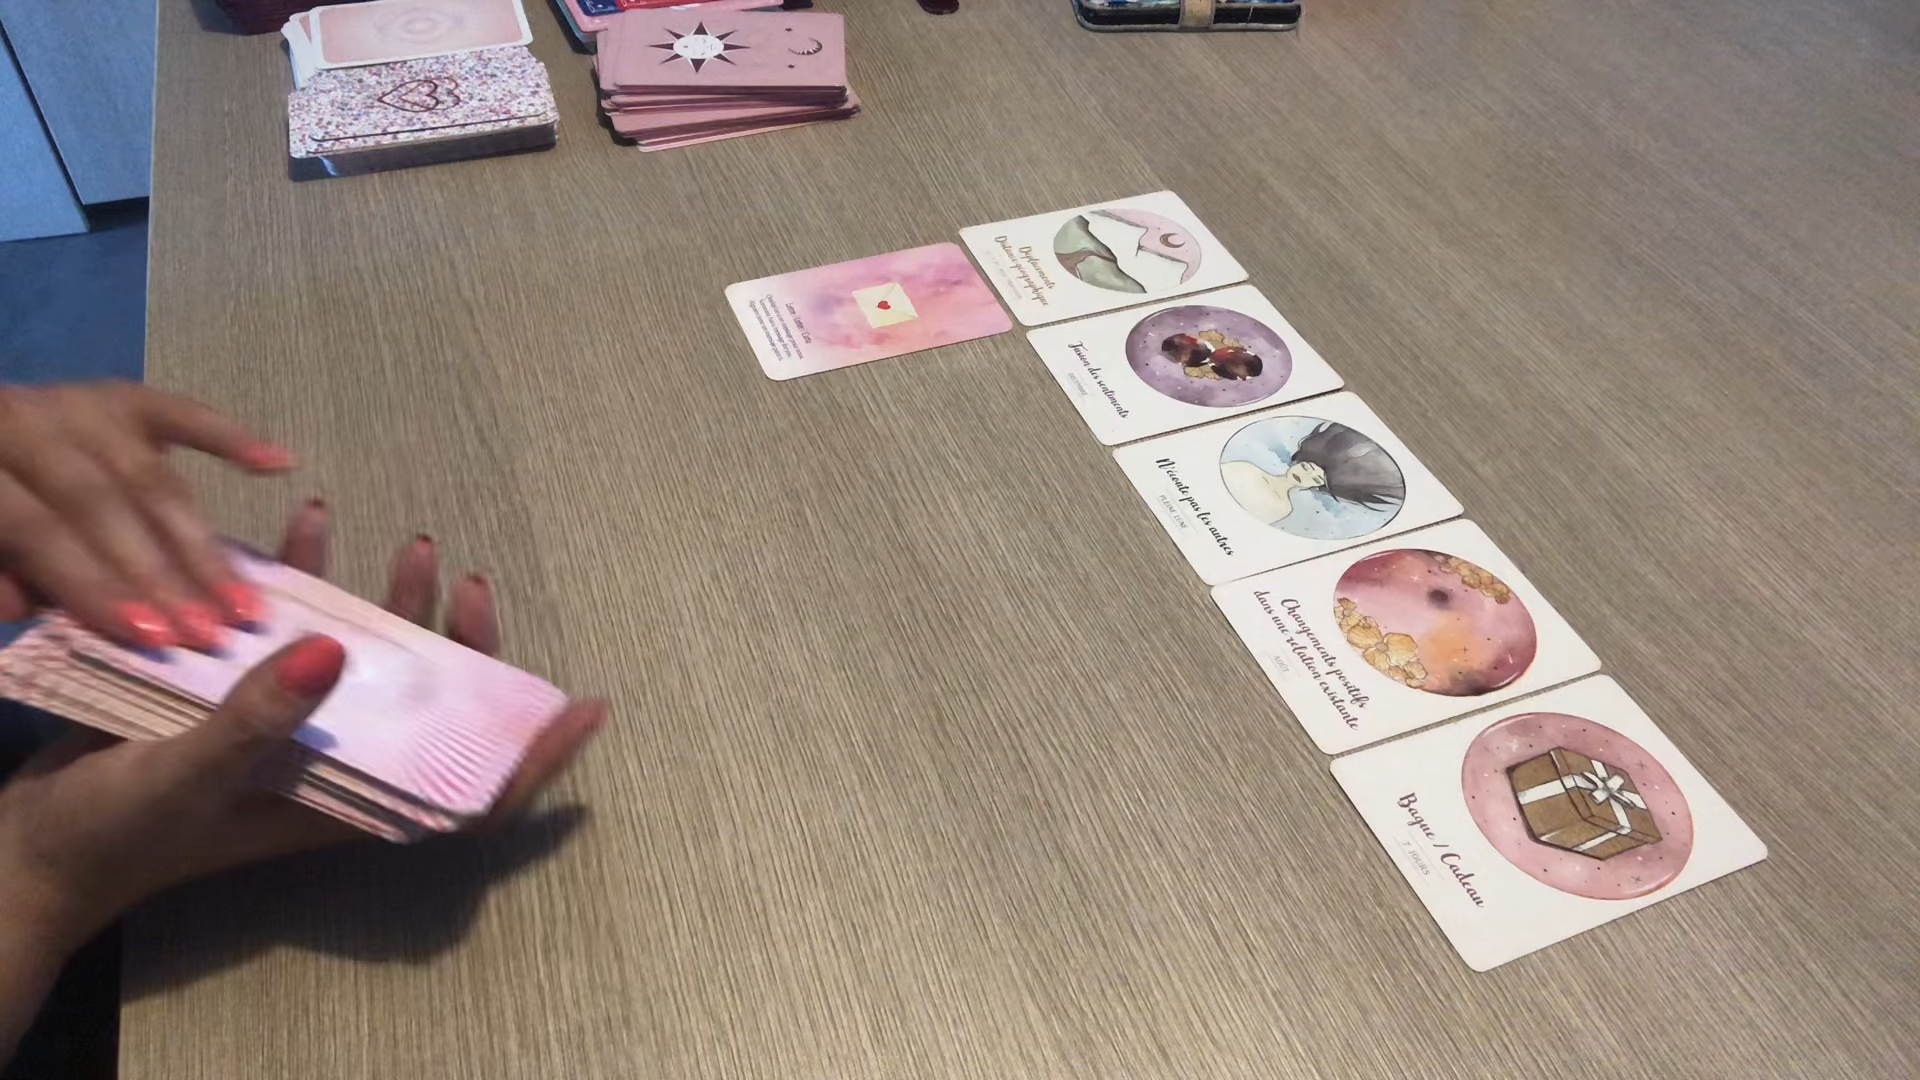 Déplacements
Distance géographique
Fusion des sentiments
N'écoute pas les autres
PLEINE LUNE
Changements positifs
dans une relation existante
AOÛT
Bague / Cadeau
7 JOURS